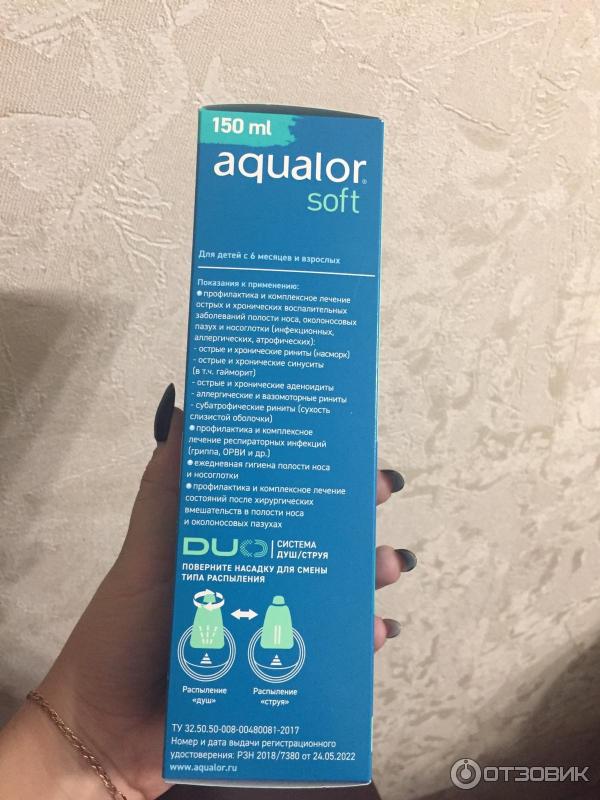 150 ml
aqualor®
soft
Для детей с 6 месяцев и взрослых
Показания к применению:
• профилактика и комплексное лечение
острых и хронических воспалительных
заболеваний полости носа, околоносовых
пазух и носоглотки (инфекционных,
аллергических, атрофических):
- острые и хронические риниты (насморк)
- острые и хронические синуситы
(в т.ч. гайморит)
- острые и хронические аденоидиты
- аллергические и вазомоторные риниты
- субатрофические риниты (сухость
слизистой оболочки)
• профилактика и комплексное
лечение респираторных инфекций
(гриппа, ОРВИ и др.)
• ежедневная гигиена полости носа
и носоглотки
• профилактика и комплексное лечение
состояний после хирургических
вмешательств в полости носа
и околоносовых пазухах
DUO СИСТЕМА
ДУШ/СТРУЯ
ПОВЕРНИТЕ НАСАДКУ ДЛЯ СМЕНЫ
ТИПА РАСПЫЛЕНИЯ
Распыление
«душ»
Распыление
«струя»
ТУ 32.50.50-008-00480081-2017
Номер и дата выдачи регистрационного
удостоверения: РЗН 2018/7380 от 24.05.2022
www.aqualor.ru
ОТЗОВИК